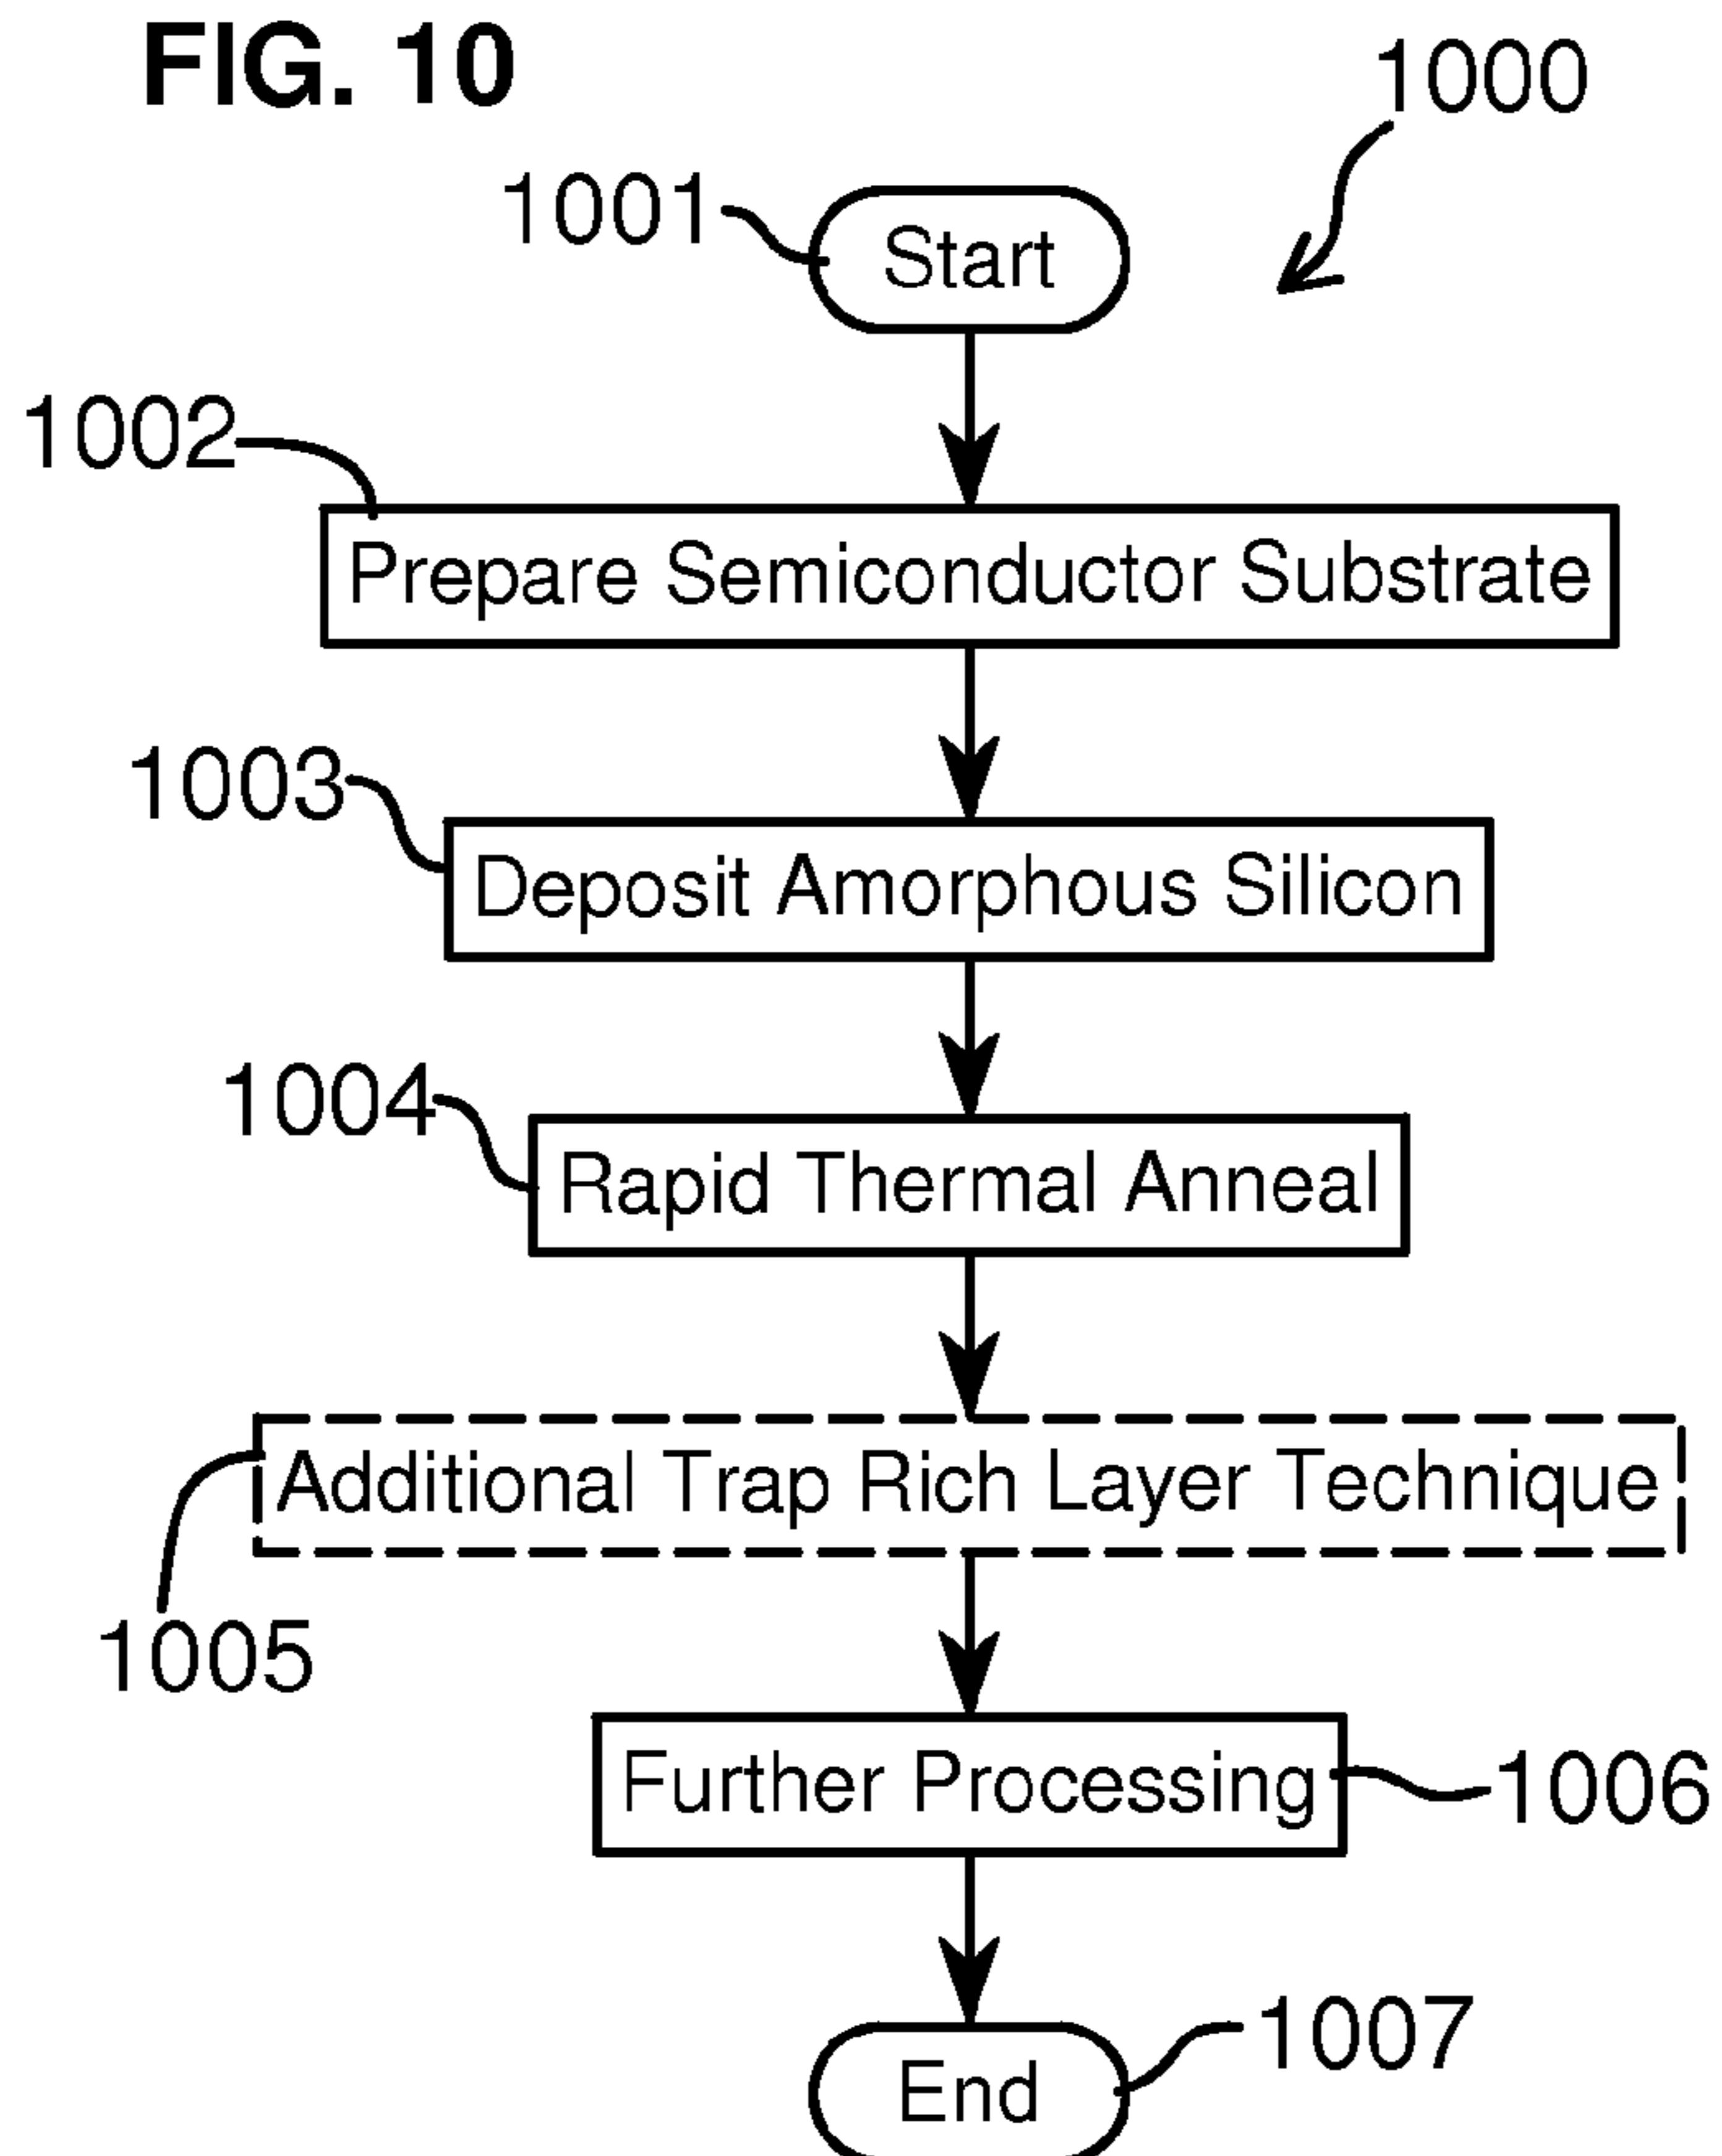 FIG. 10
1000
1001
Start
1002
Prepare Semiconductor Substrate
1003
Deposit Amorphous Silicon
1004
Rapid Thermal Anneal
Additional Trap Rich Layer Technique
1005
Further Processing
1006
1007
End